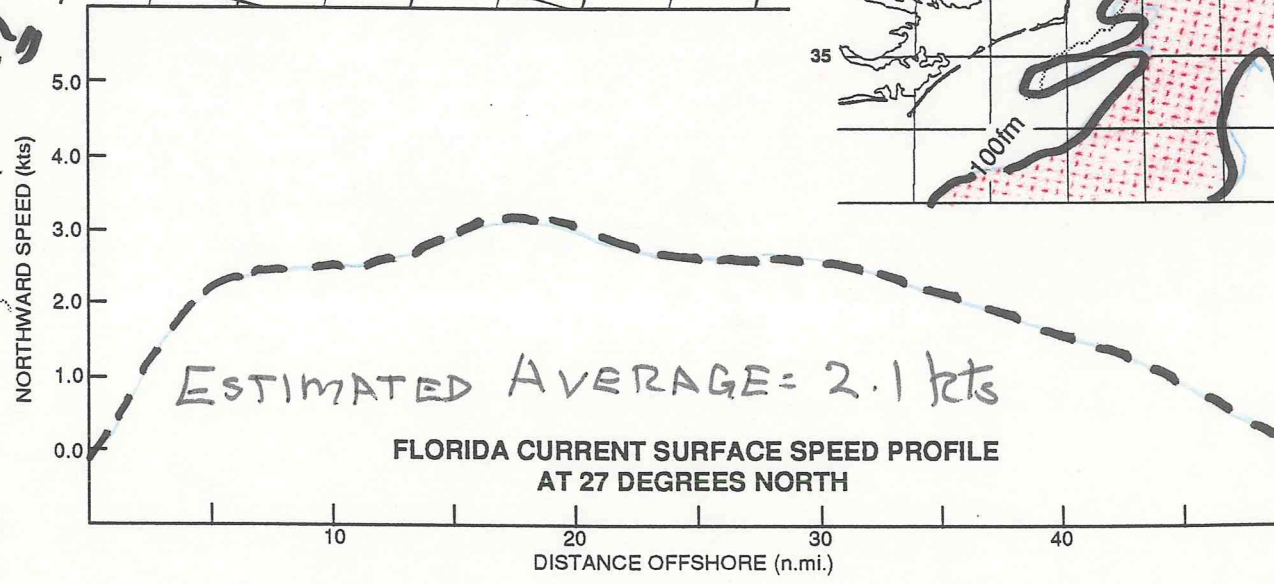 35
100fm
NORTHWARD SPEED (kts)
5.0
4.0
3.0
2.0
1.0
0.0
ESTIMATED AVERAGE = 2.1 kts
FLORIDA CURRENT SURFACE SPEED PROFILE
AT 27 DEGREES NORTH
10 20 30 40
DISTANCE OFFSHORE (n.mi.)